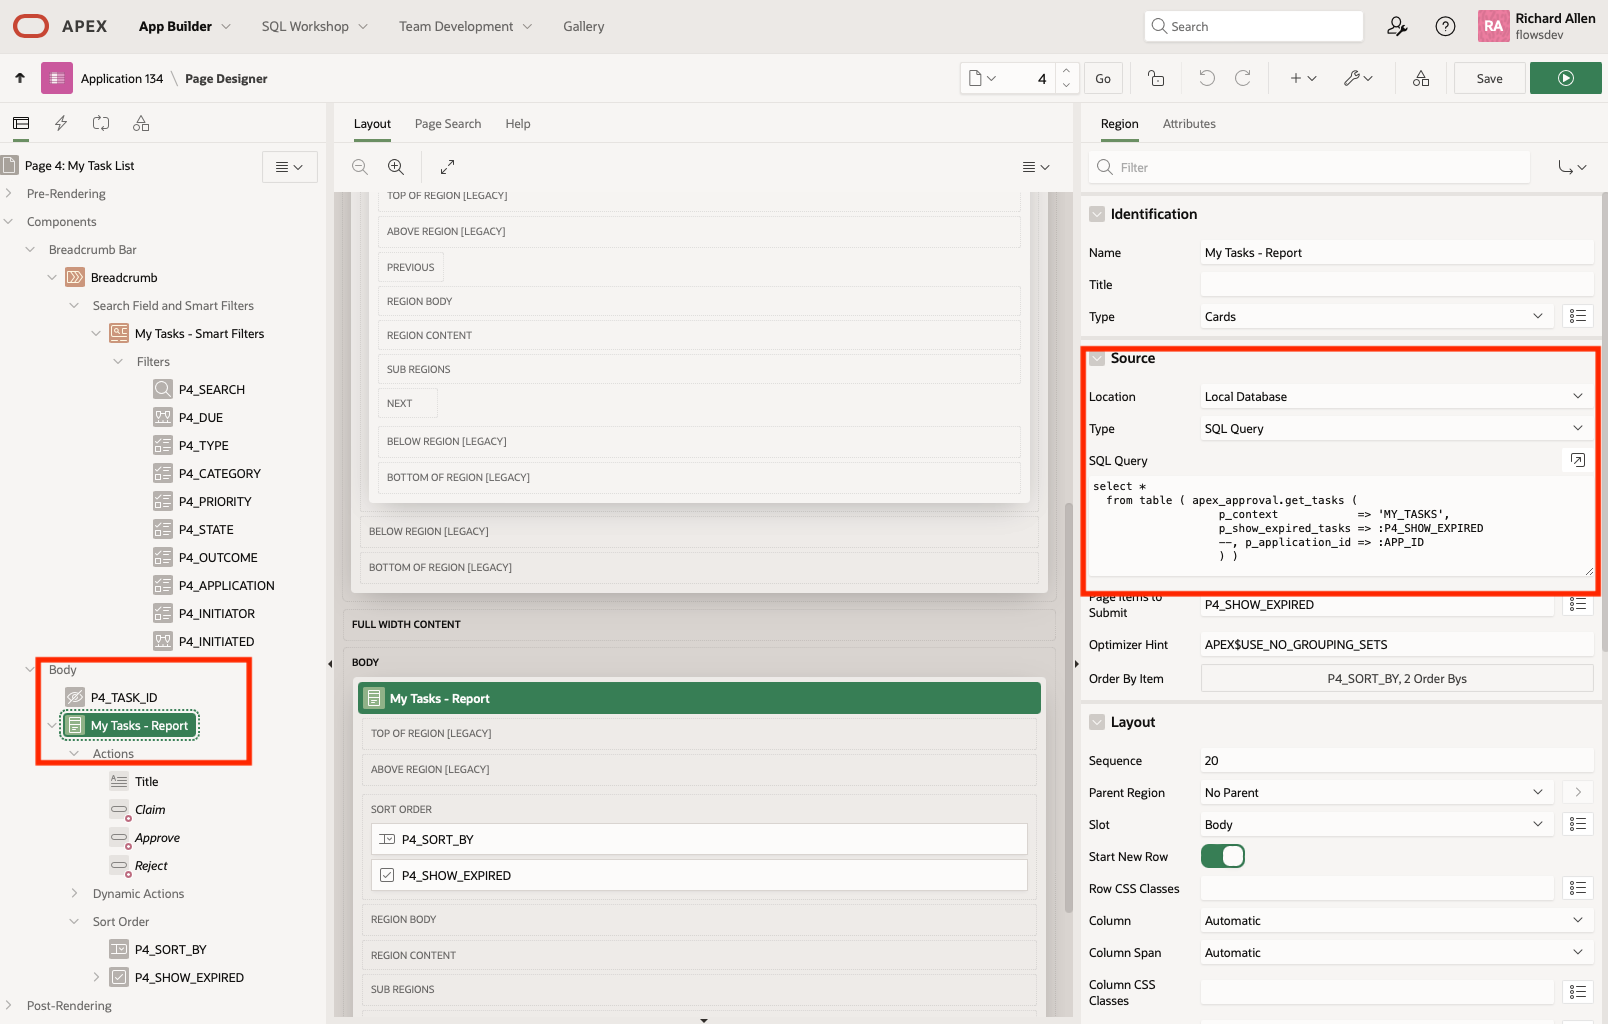 APEX
App Builder
SQL Workshop
Team Development
Gallery
Search
RA
Richard Allen
flowsdev
Application 134 \ Page Designer
4
Go
Save
Page 4: My Task List
Pre-Rendering
Components
Breadcrumb Bar
Breadcrumb
Search Field and Smart Filters
My Tasks - Smart Filters
Filters
P4_SEARCH
P4_DUE
P4_TYPE
P4_CATEGORY
P4_PRIORITY
P4_STATE
P4_OUTCOME
P4_APPLICATION
P4_INITIATOR
P4_INITIATED
Body
P4_TASK_ID
My Tasks - Report
Actions
Title
Claim
Approve
Reject
Dynamic Actions
Sort Order
P4_SORT_BY
P4_SHOW_EXPIRED
Post-Rendering
Layout
Page Search
Help
TOP OF REGION [LEGACY]
ABOVE REGION [LEGACY]
PREVIOUS
REGION BODY
REGION CONTENT
SUB REGIONS
NEXT
BELOW REGION [LEGACY]
BOTTOM OF REGION [LEGACY]
BELOW REGION [LEGACY]
BOTTOM OF REGION [LEGACY]
FULL WIDTH CONTENT
BODY
My Tasks - Report
TOP OF REGION [LEGACY]
ABOVE REGION [LEGACY]
SORT ORDER
P4_SORT_BY
P4_SHOW_EXPIRED
REGION BODY
REGION CONTENT
SUB REGIONS
Region
Attributes
Filter
Identification
Name My Tasks - Report
Title
Type Cards
Source
Location Local Database
Type SQL Query
SQL Query
select *
from table ( apex_approval.get_tasks (
p_context => 'MY_TASKS',
p_show_expired_tasks => :P4_SHOW_EXPIRED
--, p_application_id => :APP_ID
) )
Page Items to
Submit P4_SHOW_EXPIRED
Optimizer Hint APEX$USE_NO_GROUPING_SETS
Order By Item P4_SORT_BY, 2 Order Bys
Layout
Sequence 20
Parent Region No Parent
Slot Body
Start New Row
Row CSS Classes
Column Automatic
Column Span Automatic
Column CSS
Classes